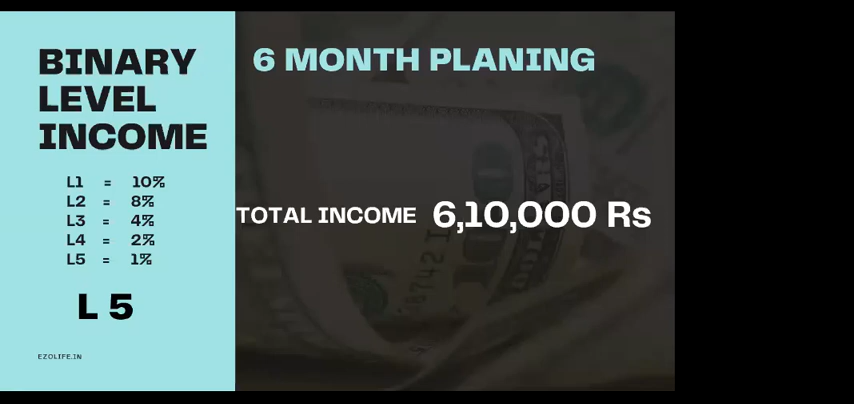 BINARY
LEVEL
INCOME
L1 = 10%
L2 = 8%
L3 = 4%
L4 = 2%
L5 = 1%
L 5
EZOLIFE.IN
6 MONTH PLANING
TOTAL INCOME 6,10,000 Rs